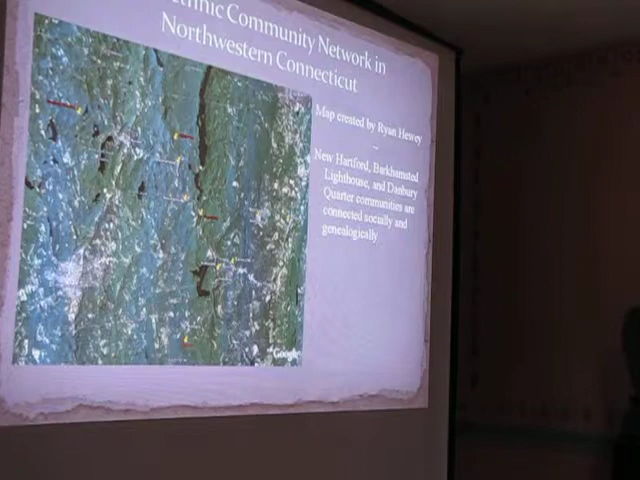 ethnic Community Network in
Northwestern Connecticut
Map created by Ryan Hewey
New Hartford, Barkhamsted
Lighthouse, and Danbury
Quarter communities are
connected socially and
genealogically
Google